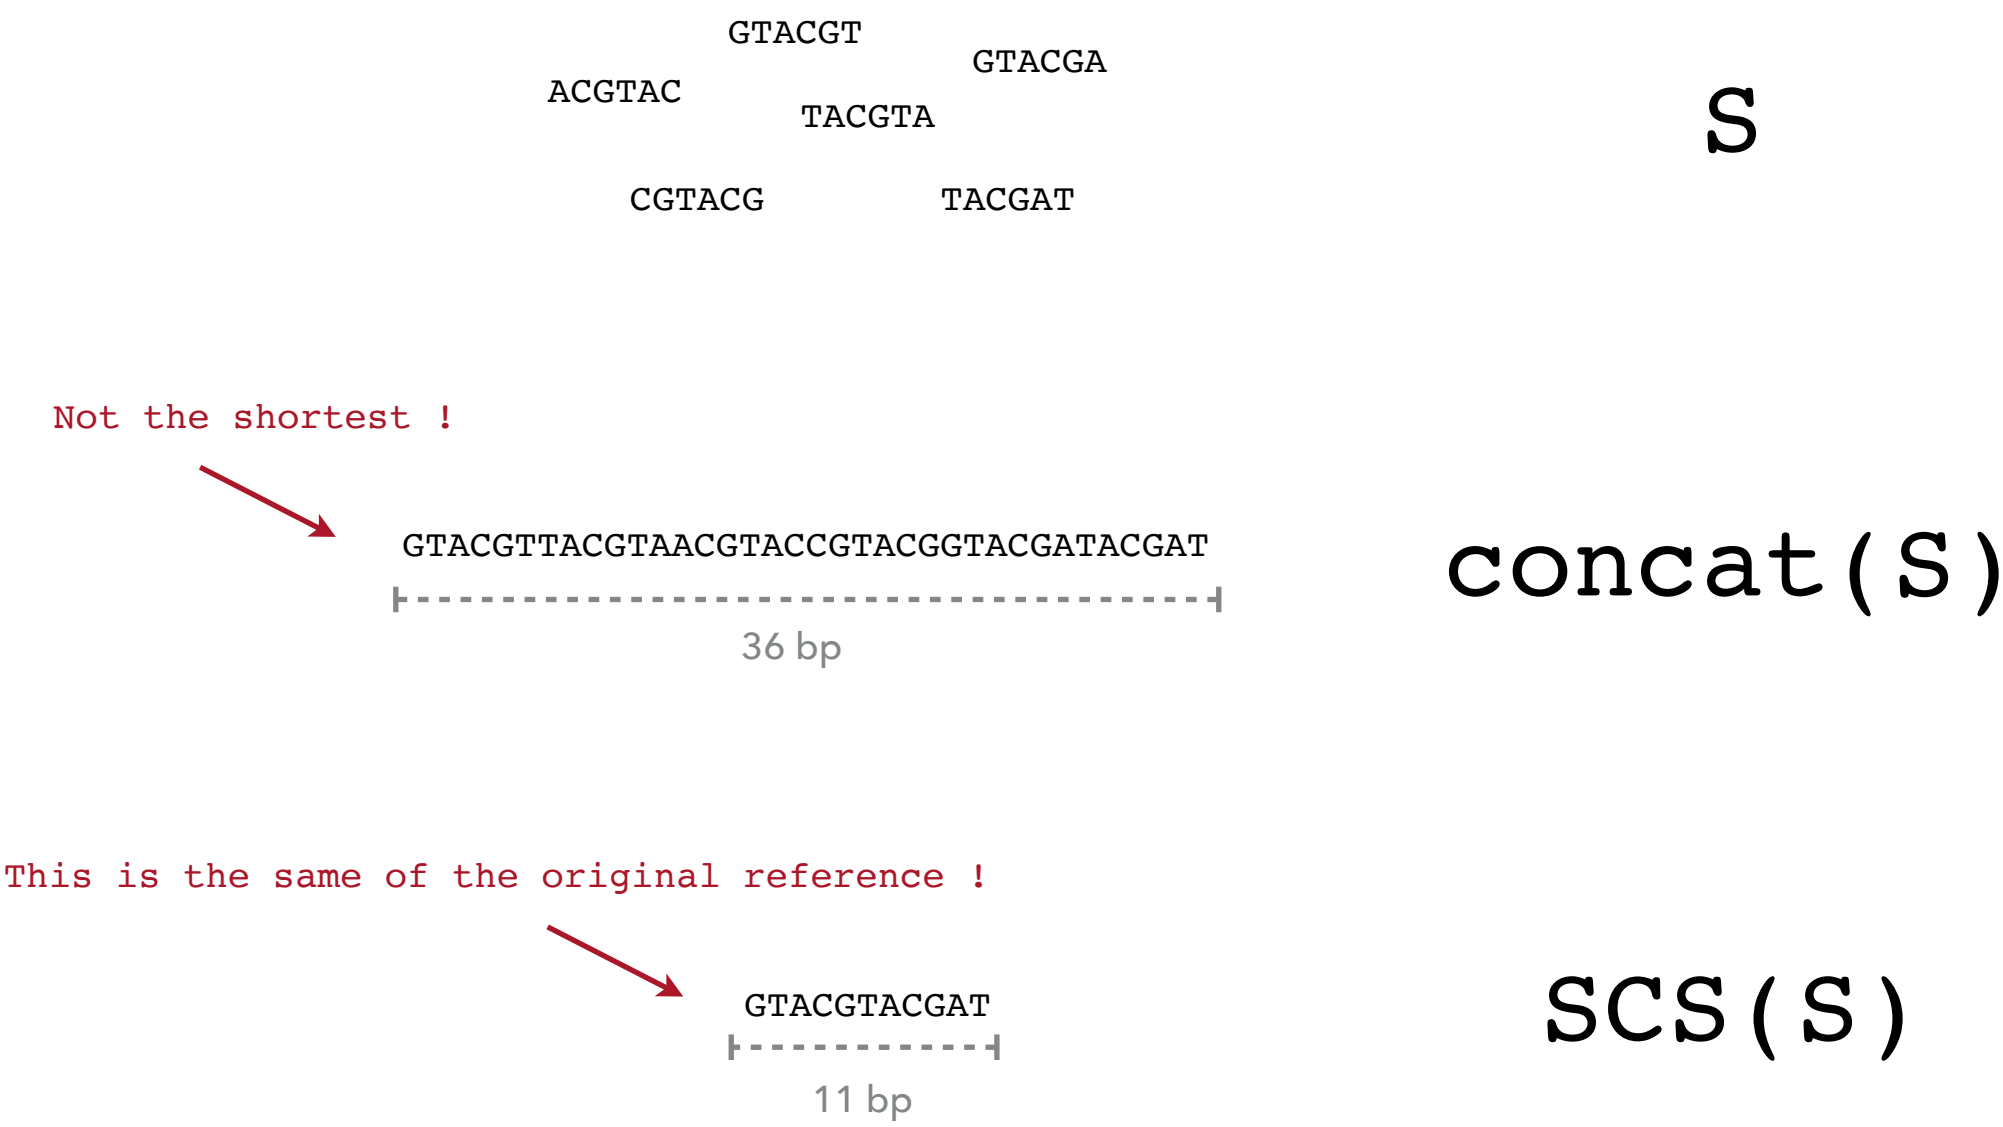 GTACGT
GTACGA
ACGTAC
TACGTA
S
CGTACG
TACGAT
Not the shortest !
GTACGTTACGTAACGTACCGTACGGTACGATACGAT
concat(S)
36 bp
This is the same of the original reference !
GTACGTACGAT
SCS(S)
11 bp